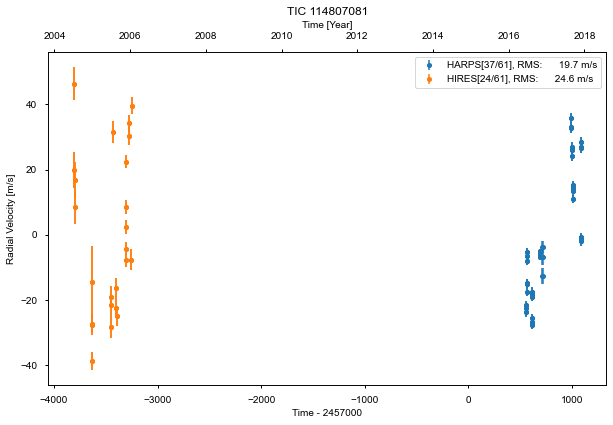 TIC 114807081
Time [Year]
2004 2006 2008 2010 2012 2014 2016 2018
HARPS[37/61], RMS: 19.7 m/s
HIRES[24/61], RMS: 24.6 m/s
Radial Velocity [m/s]
40
20
0
−20
−40
−4000 −3000 −2000 −1000 0 1000
Time - 2457000